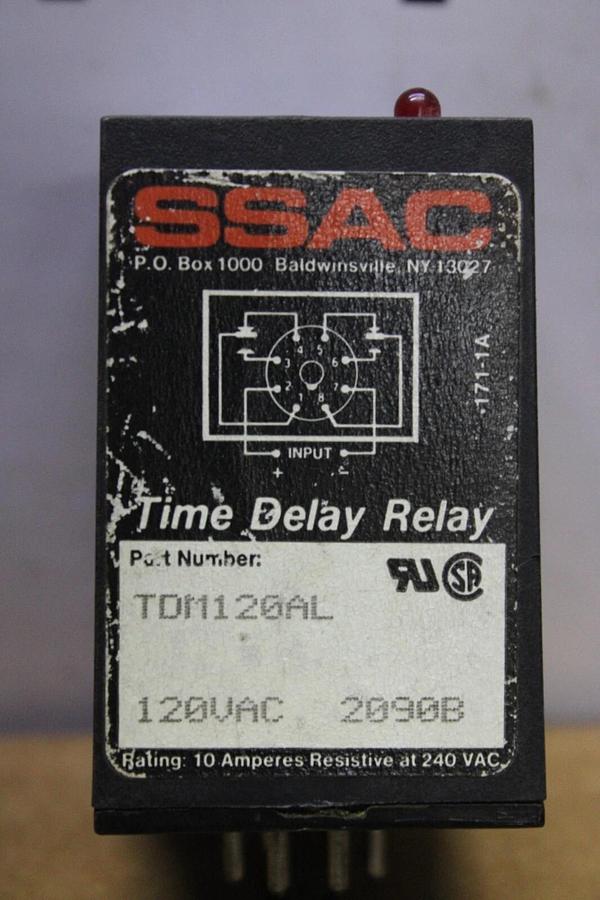 SSAC
P.O. Box 1000 Baldwinsville, NY 13027
4 5
3 6
2 7
1 8
171-1A
INPUT
+ -
Time Delay Relay
Part Number:
TDM120AL
120VAC 2090B
Rating: 10 Amperes Resistive at 240 VAC